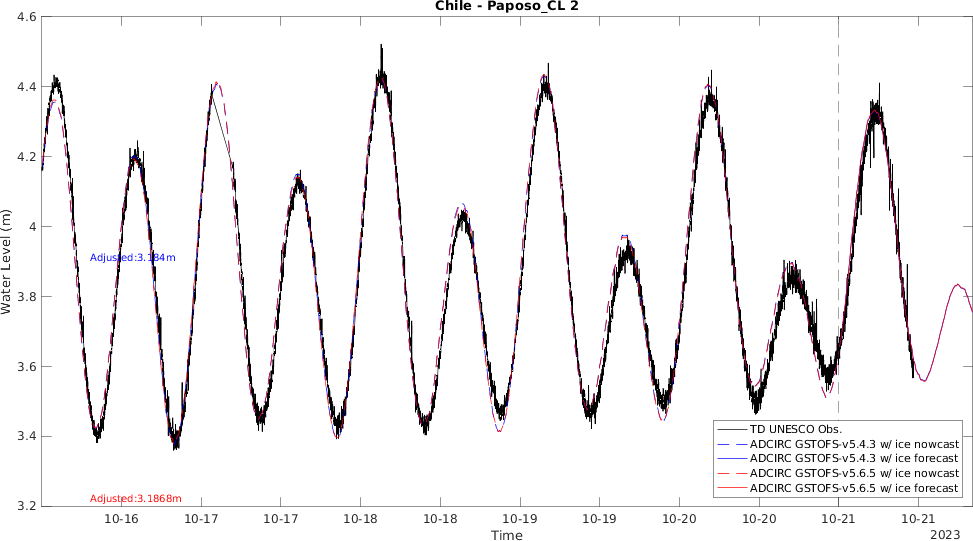 Chile - Paposo_CL 2
4.6
4.4
4.2
4
3.8
3.6
3.4
3.2
Water Level (m)
Adjusted:3.184m
Adjusted:3.1868m
TD UNESCO Obs.
ADCIRC GSTOFS-v5.4.3 w/ ice nowcast
ADCIRC GSTOFS-v5.4.3 w/ ice forecast
ADCIRC GSTOFS-v5.6.5 w/ ice nowcast
ADCIRC GSTOFS-v5.6.5 w/ ice forecast
10-16 10-17 10-17 10-18 10-18 10-19 10-19 10-20 10-20 10-21 10-21
Time
2023